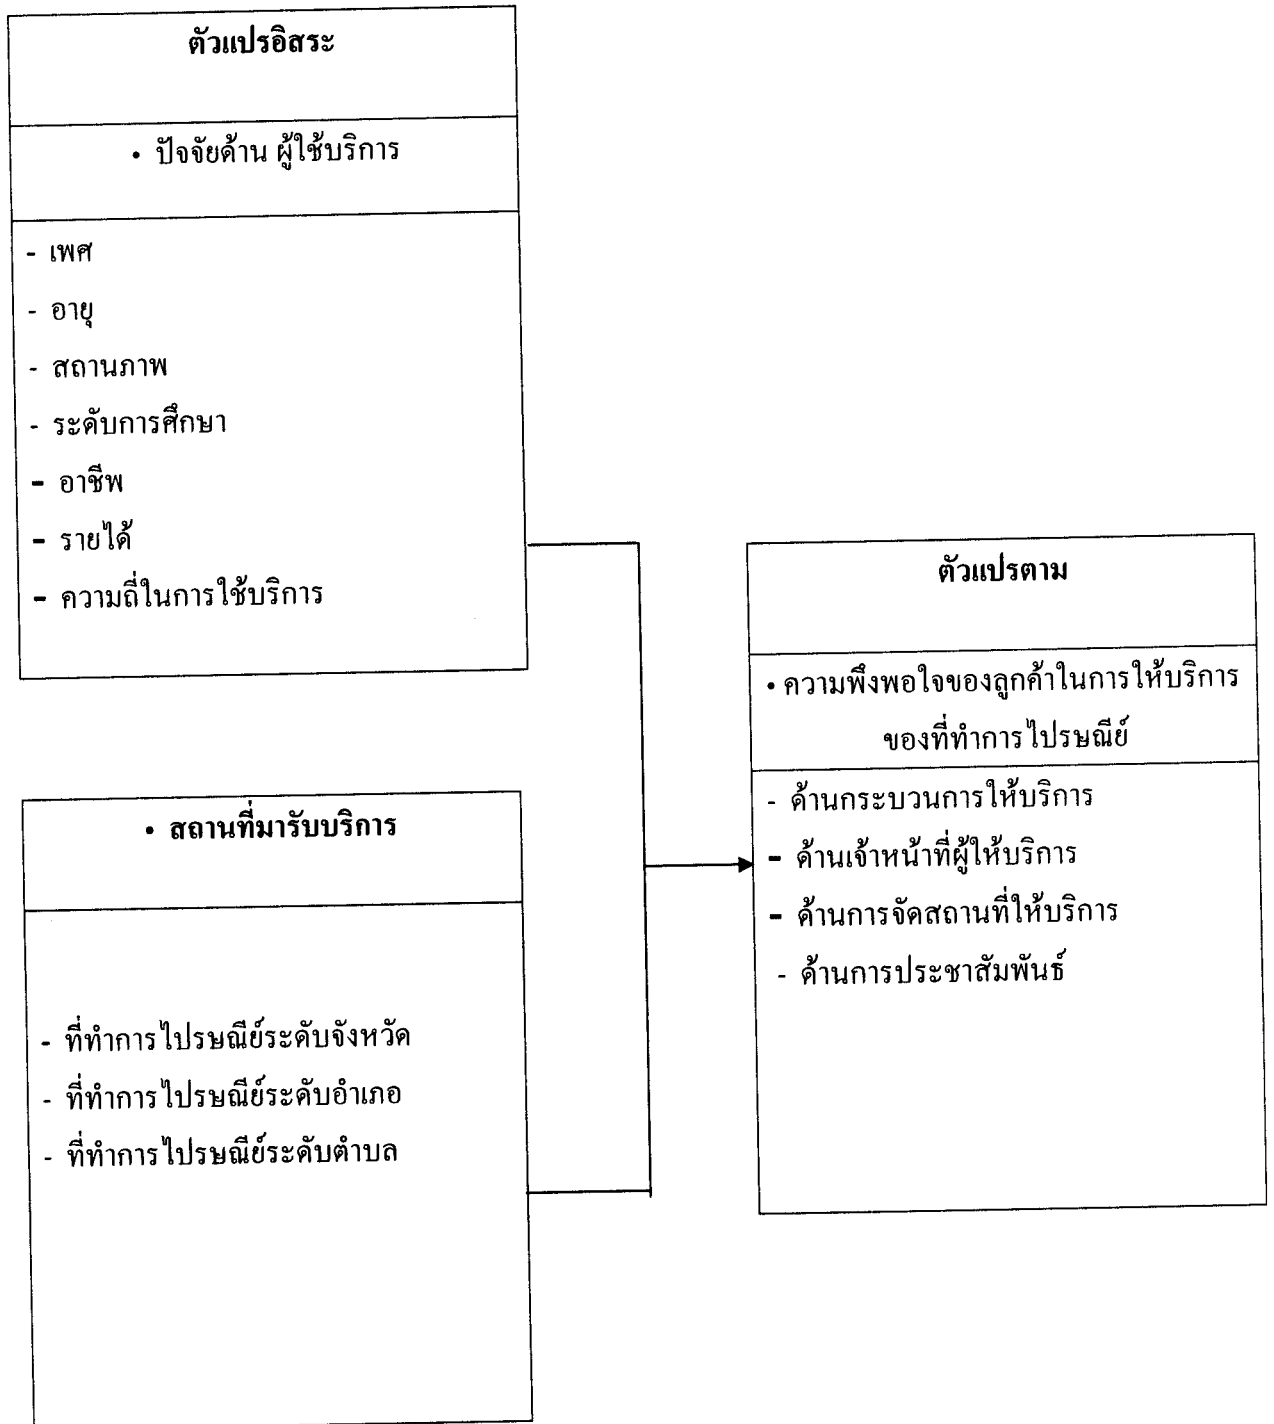 ตัวแปรอิสระ
• ปัจจัยด้าน ผู้ใช้บริการ
- เพศ
- อายุ
- สถานภาพ
- ระดับการศึกษา
- อาชีพ
- รายได้
- ความถี่ในการใช้บริการ
• สถานที่มารับบริการ
- ที่ทำการไปรษณีย์ระดับจังหวัด
- ที่ทำการไปรษณีย์ระดับอำเภอ
- ที่ทำการไปรษณีย์ระดับตำบล
ตัวแปรตาม
• ความพึงพอใจของลูกค้าในการให้บริการ
ของที่ทำการไปรษณีย์
- ด้านกระบวนการให้บริการ
- ด้านเจ้าหน้าที่ผู้ให้บริการ
- ด้านการจัดสถานที่ให้บริการ
- ด้านการประชาสัมพันธ์